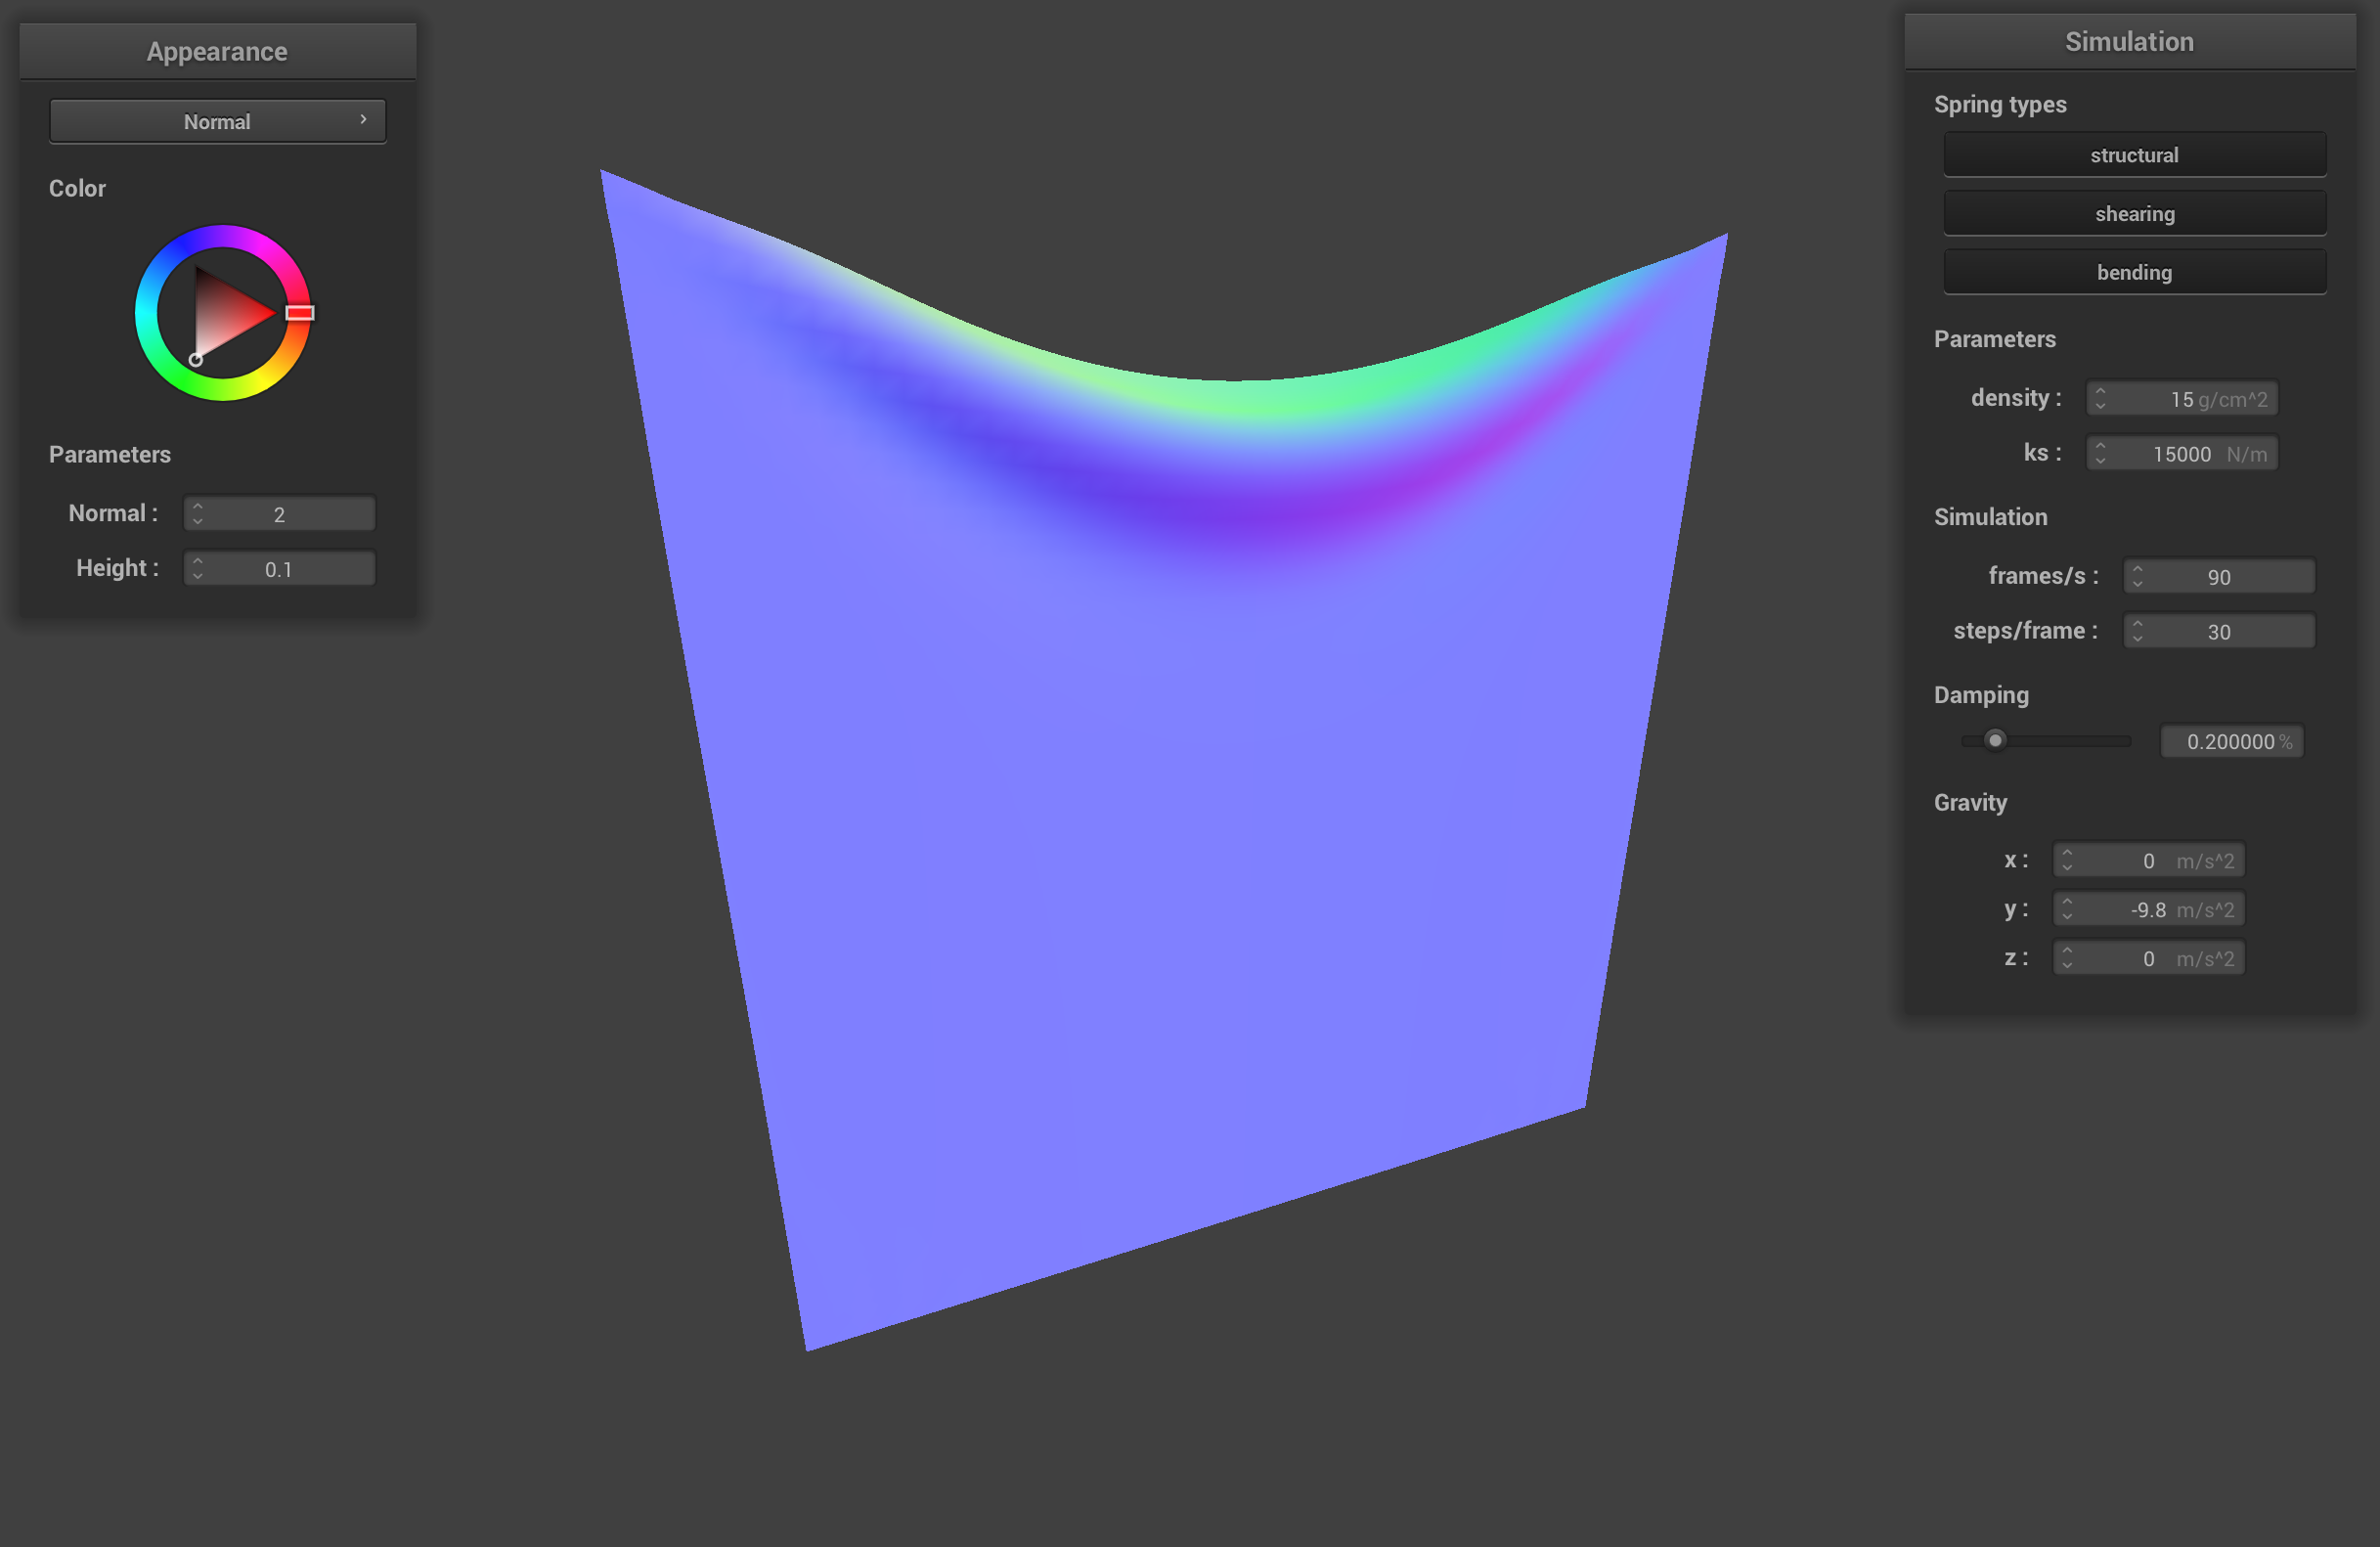 Appearance
Normal
Color
Parameters
Normal : 2
Height : 0.1
Simulation
Spring types
structural
shearing
bending
Parameters
density : 15 g/cm^2
ks : 15000 N/m
Simulation
frames/s : 90
steps/frame : 30
Damping
0.200000 %
Gravity
x : 0 m/s^2
y : -9.8 m/s^2
z : 0 m/s^2